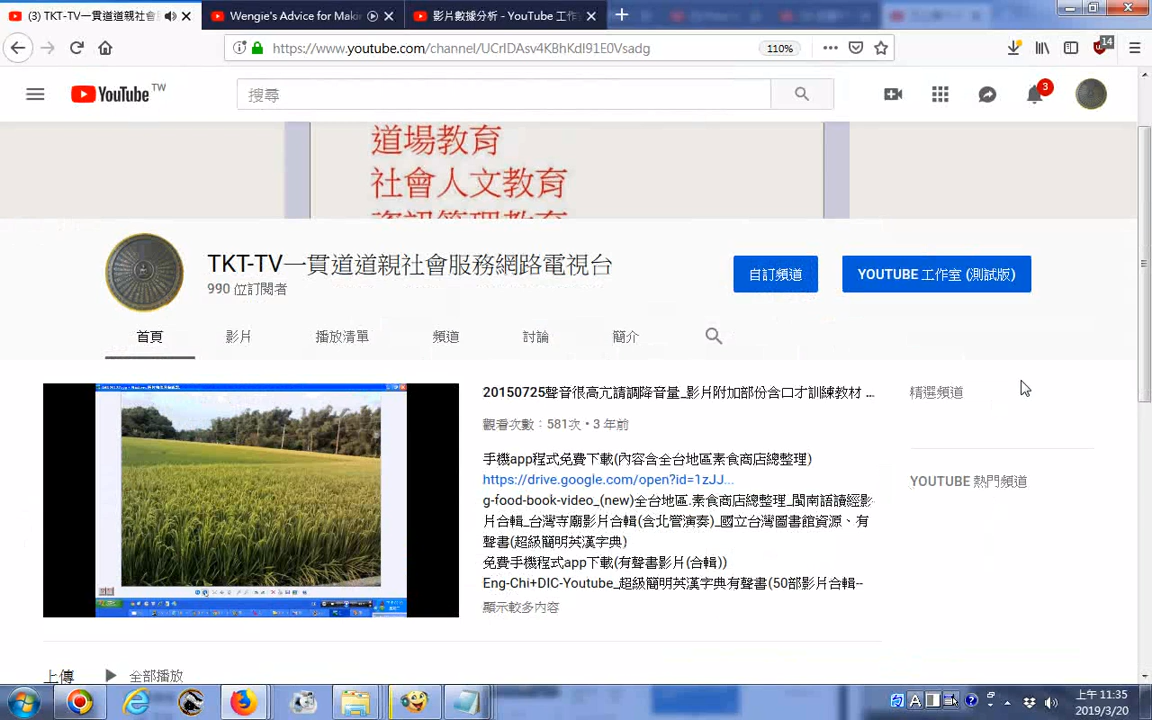 (3) TKT-TV一貫道道親社會
Wengie's Advice for Maki
影片數據分析 - YouTube 工作
https://www.youtube.com/channel/UCrIDAsv4KBhKdI91E0Vsadg
110%
14
YouTube TW
搜尋
3
道場教育
社會人文教育
資訊管理教育
TKT-TV一貫道道親社會服務網路電視台
990 位訂閱者
自訂頻道
YOUTUBE 工作室 (測試版)
首頁
影片
播放清單
頻道
討論
簡介
20150725聲音很高亢請調降音量_影片附加部份含口才訓練教材 ...
觀看次數：581次 • 3 年前
精選頻道
手機app程式免費下載(內容含全台地區素食商店總整理)
https://drive.google.com/open?id=1zJJ...
YOUTUBE 熱門頻道
g-food-book-video_(new)全台地區.素食商店總整理_閩南語讀經影
片合輯_台灣寺廟影片合輯(含北管演奏)_國立台灣圖書館資源、有
聲書(超級簡明英漢字典)
免費手機程式app下載(有聲書影片(合輯))
Eng-Chi+DIC-Youtube_超級簡明英漢字典有聲書(50部影片合輯--
顯示較多內容
上傳
全部播放
A
上午 11:35
2019/3/20